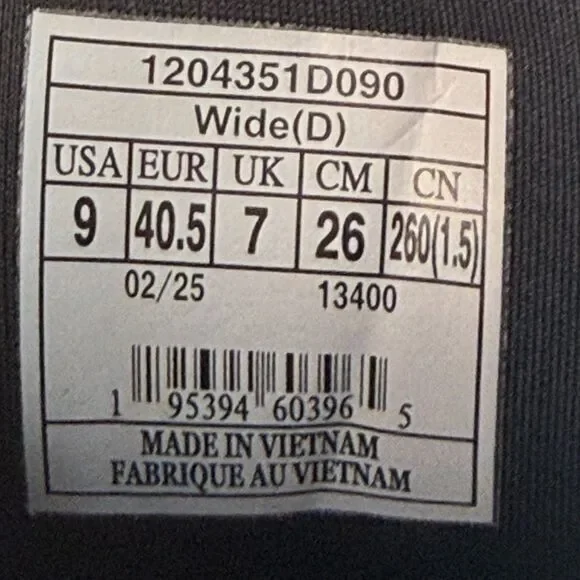 1204351D090
Wide(D)
USA EUR UK CM CN
9 40.5 7 26 260(1.5)
02/25 13400
1 95394 60396 5
MADE IN VIETNAM
FABRIQUE AU VIETNAM